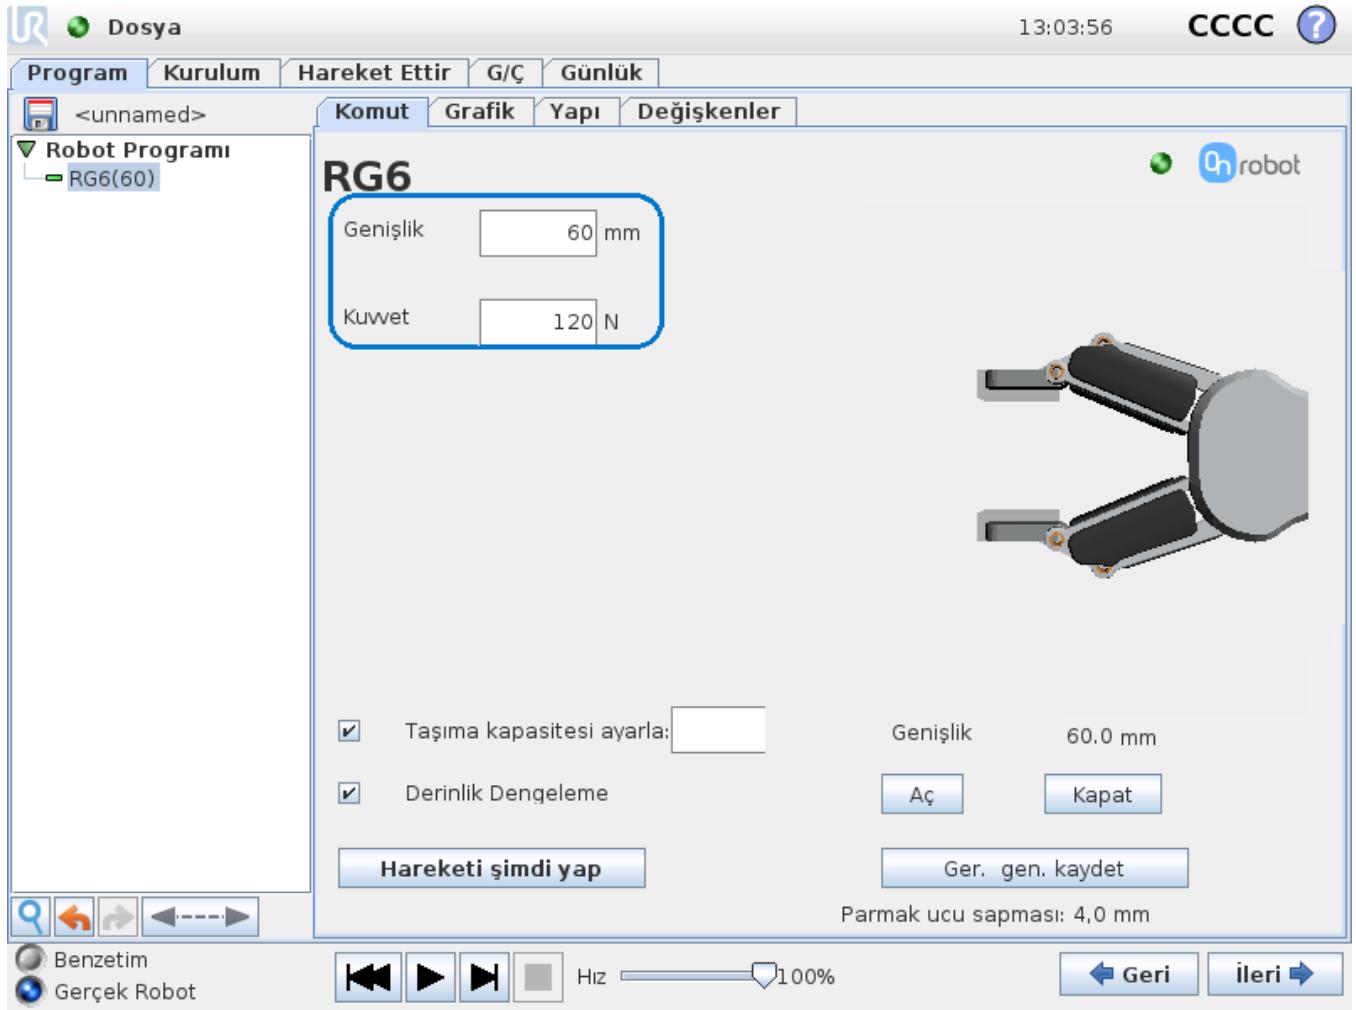 UR Dosya 13:03:56 CCCC ?
Program Kurulum Hareket Ettir G/Ç Günlük
<unnamed> Komut Grafik Yapı Değişkenler
Robot Programı
RG6(60)
RG6
On robot
Genişlik 60 mm
Kuvvet 120 N
Taşıma kapasitesi ayarla:
Genişlik 60.0 mm
Derinlik Dengeleme
Aç Kapat
Hareketi şimdi yap Ger. gen. kaydet
Parmak ucu sapması: 4,0 mm
Benzetim
Gerçek Robot
Hız 100%
Geri İleri